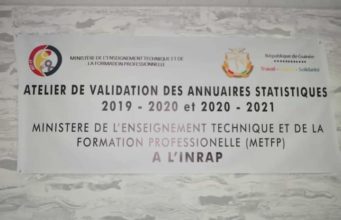 MINISTÈRE DE L'ENSEIGNEMENT TECHNIQUE ET DE
LA FORMATION PROFESSIONNELLE
République de Guinée
Travail - Justice - Solidarité
ATELIER DE VALIDATION DES ANNUAIRES STATISTIQUES
2019 - 2020 et 2020 - 2021
MINISTERE DE L'ENSEIGNEMENT TECHNIQUE ET DE LA
FORMATION PROFESSIONNELLE (METFP)
A L'INRAP